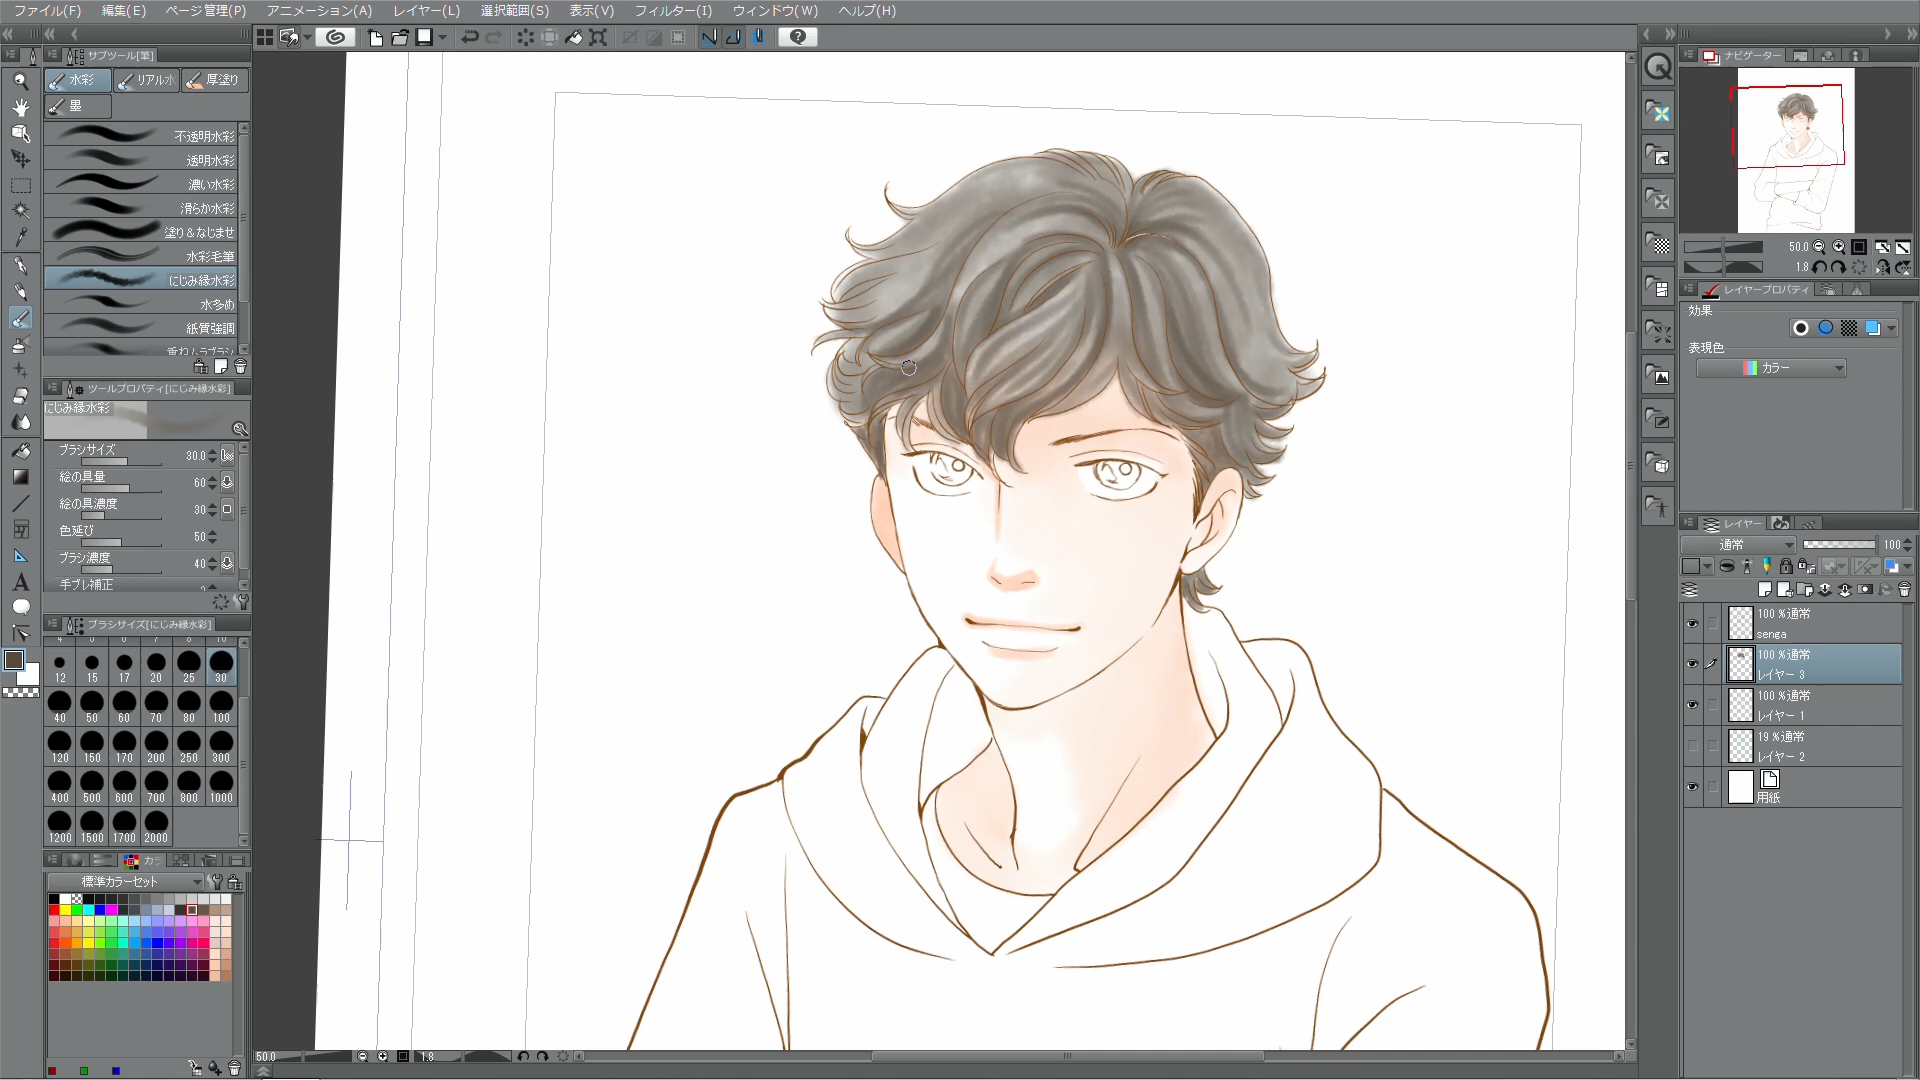 ファイル(F) 編集(E) ページ管理(P) アニメーション(A) レイヤー(L) 選択範囲(S) 表示(V) フィルター(I) ウィンドウ(W) ヘルプ(H)
サブツール[筆]
水彩 リアル水 厚塗り
墨
不透明水彩
透明水彩
濃い水彩
滑らか水彩
塗り&なじませ
水彩毛筆
にじみ縁水彩
水多め
紙質強調
重ねムラブラシ
ツールプロパティ[にじみ縁水彩]
にじみ縁水彩
ブラシサイズ 30.0
絵の具量 60
絵の具濃度 30
色延び 50
ブラシ濃度 40
手ブレ補正
ブラシサイズ[にじみ縁水彩]
12 15 17 20 25 30
40 50 60 70 80 100
120 150 170 200 250 300
400 500 600 700 800 1000
1200 1500 1700 2000
カラ
標準カラーセット
50.0 1.8
ナビゲーター
50.0
1.8
レイヤープロパティ
効果
表現色
カラー
レイヤー
通常 100
100 %通常
senga
100 %通常
レイヤー 3
100 %通常
レイヤー 1
19 %通常
レイヤー 2
用紙